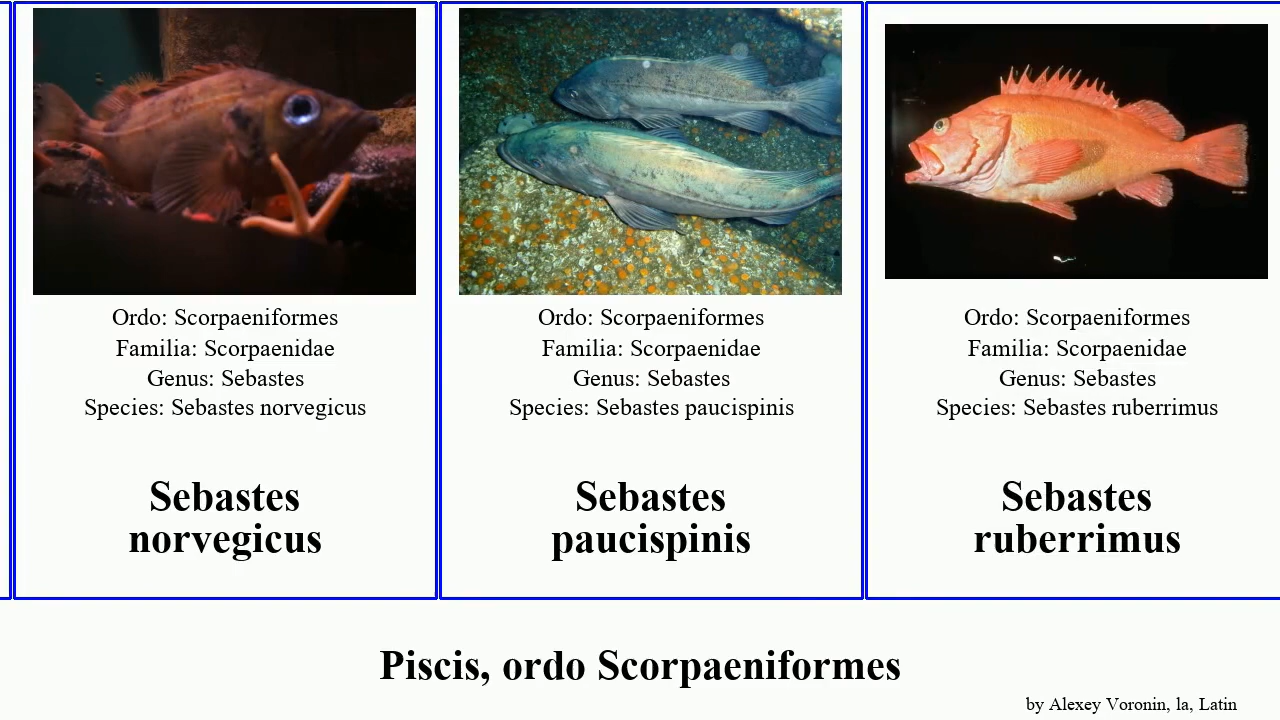 Ordo: Scorpaeniformes
Familia: Scorpaenidae
Genus: Sebastes
Species: Sebastes norvegicus
Sebastes
norvegicus
Ordo: Scorpaeniformes
Familia: Scorpaenidae
Genus: Sebastes
Species: Sebastes paucispinis
Sebastes
paucispinis
Ordo: Scorpaeniformes
Familia: Scorpaenidae
Genus: Sebastes
Species: Sebastes ruberrimus
Sebastes
ruberrimus
Piscis, ordo Scorpaeniformes
by Alexey Voronin, la, Latin